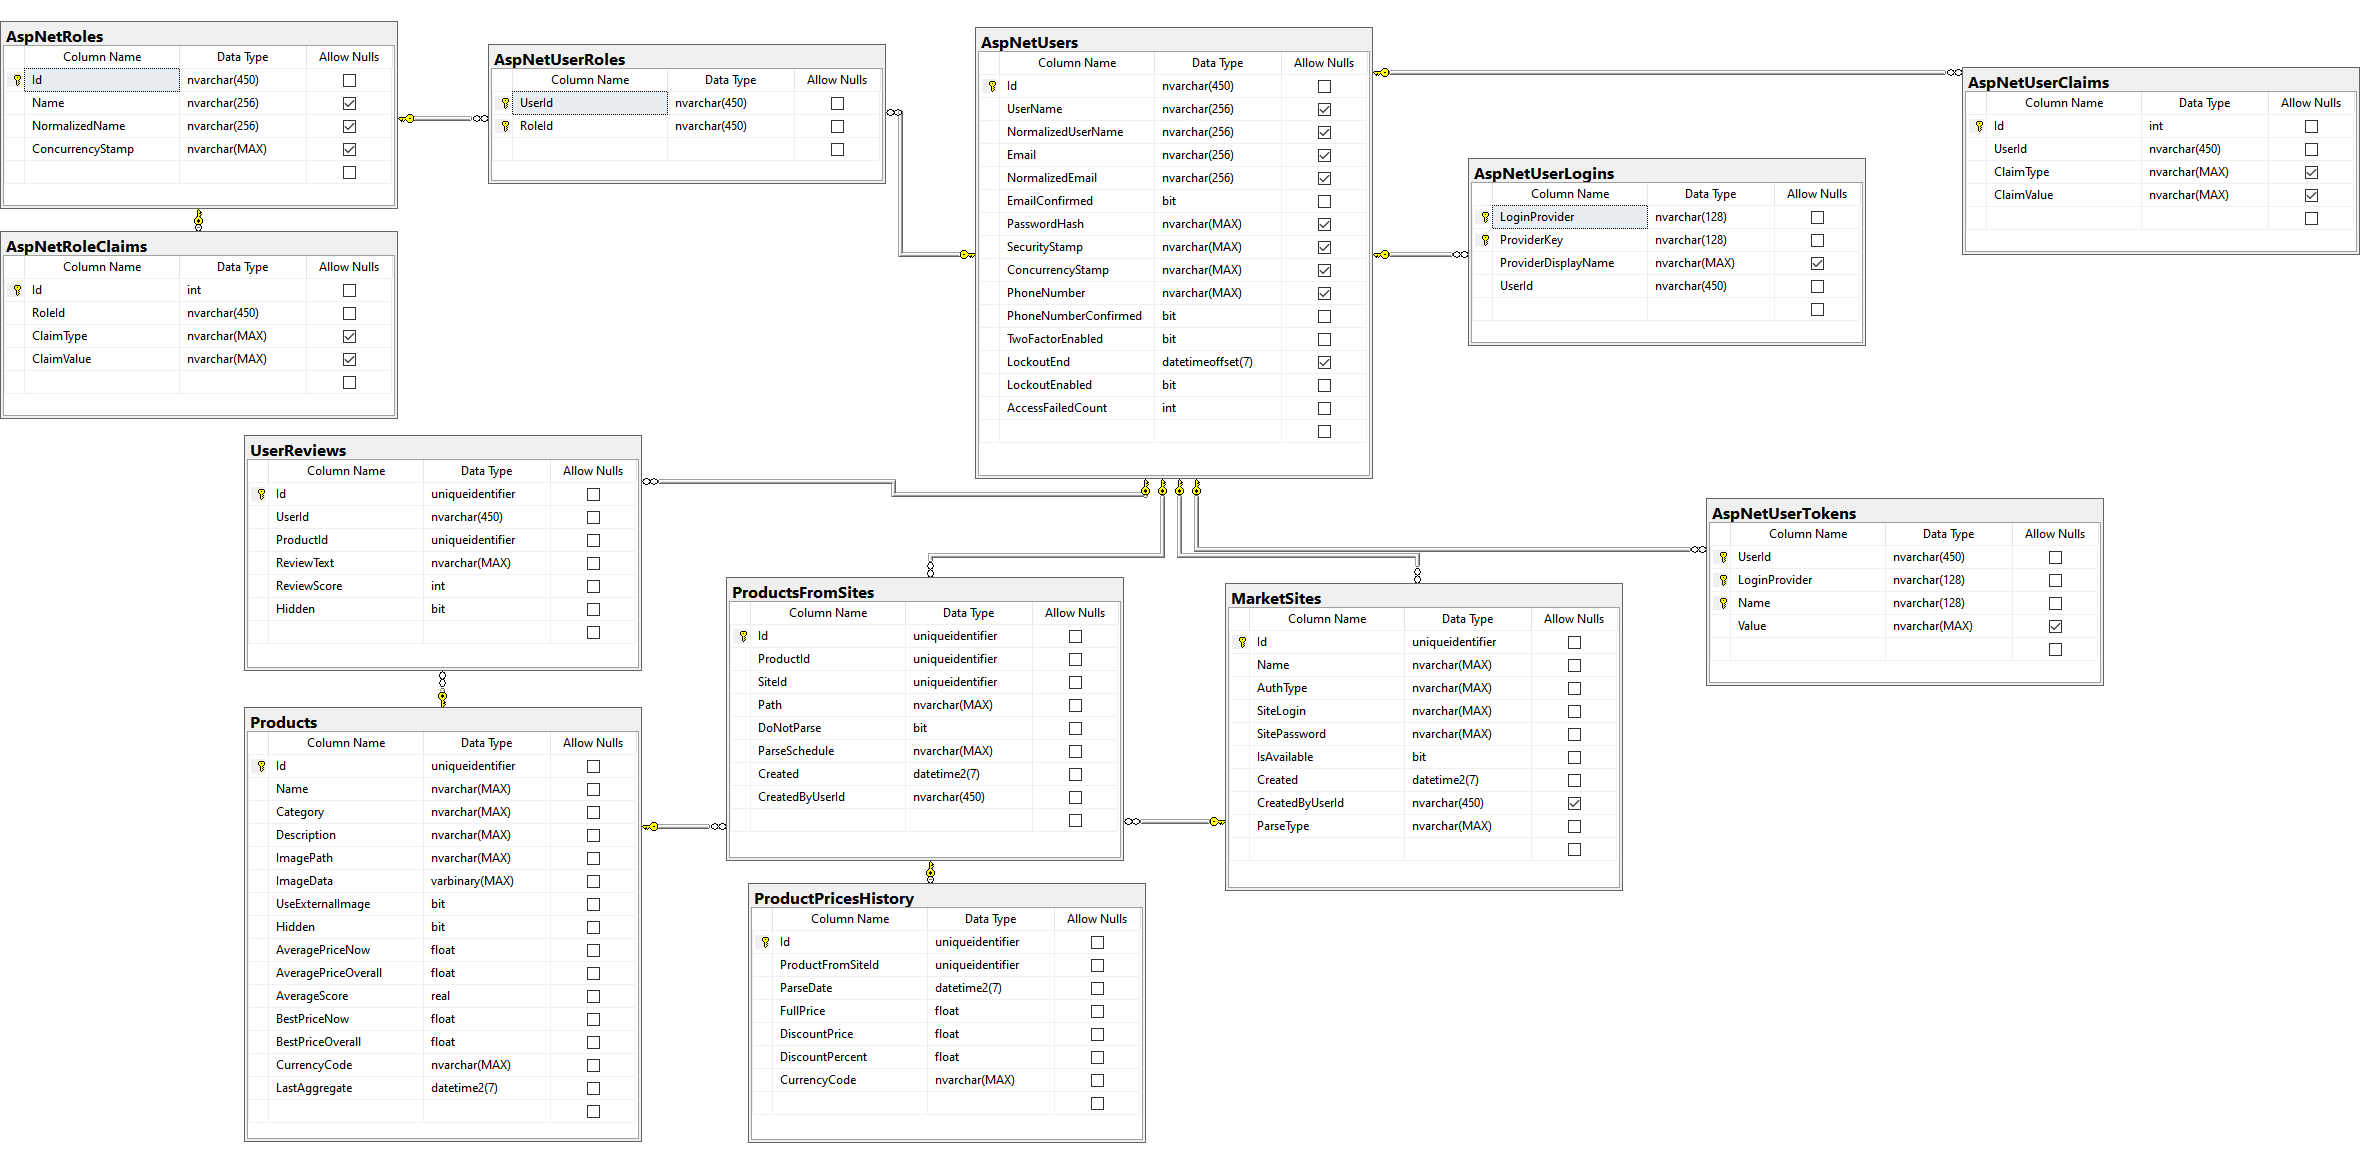 AspNetRoles
Column Name Data Type Allow Nulls
Id nvarchar(450)
Name nvarchar(256)
NormalizedName nvarchar(256)
ConcurrencyStamp nvarchar(MAX)
AspNetUserRoles
Column Name Data Type Allow Nulls
UserId nvarchar(450)
RoleId nvarchar(450)
AspNetUsers
Column Name Data Type Allow Nulls
Id nvarchar(450)
UserName nvarchar(256)
NormalizedUserName nvarchar(256)
Email nvarchar(256)
NormalizedEmail nvarchar(256)
EmailConfirmed bit
PasswordHash nvarchar(MAX)
SecurityStamp nvarchar(MAX)
ConcurrencyStamp nvarchar(MAX)
PhoneNumber nvarchar(MAX)
PhoneNumberConfirmed bit
TwoFactorEnabled bit
LockoutEnd datetimeoffset(7)
LockoutEnabled bit
AccessFailedCount int
AspNetUserClaims
Column Name Data Type Allow Nulls
Id int
UserId nvarchar(450)
ClaimType nvarchar(MAX)
ClaimValue nvarchar(MAX)
AspNetUserLogins
Column Name Data Type Allow Nulls
LoginProvider nvarchar(128)
ProviderKey nvarchar(128)
ProviderDisplayName nvarchar(MAX)
UserId nvarchar(450)
AspNetRoleClaims
Column Name Data Type Allow Nulls
Id int
RoleId nvarchar(450)
ClaimType nvarchar(MAX)
ClaimValue nvarchar(MAX)
UserReviews
Column Name Data Type Allow Nulls
Id uniqueidentifier
UserId nvarchar(450)
ProductId uniqueidentifier
ReviewText nvarchar(MAX)
ReviewScore int
Hidden bit
AspNetUserTokens
Column Name Data Type Allow Nulls
UserId nvarchar(450)
LoginProvider nvarchar(128)
Name nvarchar(128)
Value nvarchar(MAX)
ProductsFromSites
Column Name Data Type Allow Nulls
Id uniqueidentifier
ProductId uniqueidentifier
SiteId uniqueidentifier
Path nvarchar(MAX)
DoNotParse bit
ParseSchedule nvarchar(MAX)
Created datetime2(7)
CreatedByUserId nvarchar(450)
MarketSites
Column Name Data Type Allow Nulls
Id uniqueidentifier
Name nvarchar(MAX)
AuthType nvarchar(MAX)
SiteLogin nvarchar(MAX)
SitePassword nvarchar(MAX)
IsAvailable bit
Created datetime2(7)
CreatedByUserId nvarchar(450)
ParseType nvarchar(MAX)
Products
Column Name Data Type Allow Nulls
Id uniqueidentifier
Name nvarchar(MAX)
Category nvarchar(MAX)
Description nvarchar(MAX)
ImagePath nvarchar(MAX)
ImageData varbinary(MAX)
UseExternalImage bit
Hidden bit
AveragePriceNow float
AveragePriceOverall float
AverageScore real
BestPriceNow float
BestPriceOverall float
CurrencyCode nvarchar(MAX)
LastAggregate datetime2(7)
ProductPricesHistory
Column Name Data Type Allow Nulls
Id uniqueidentifier
ProductFromSiteId uniqueidentifier
ParseDate datetime2(7)
FullPrice float
DiscountPrice float
DiscountPercent float
CurrencyCode nvarchar(MAX)